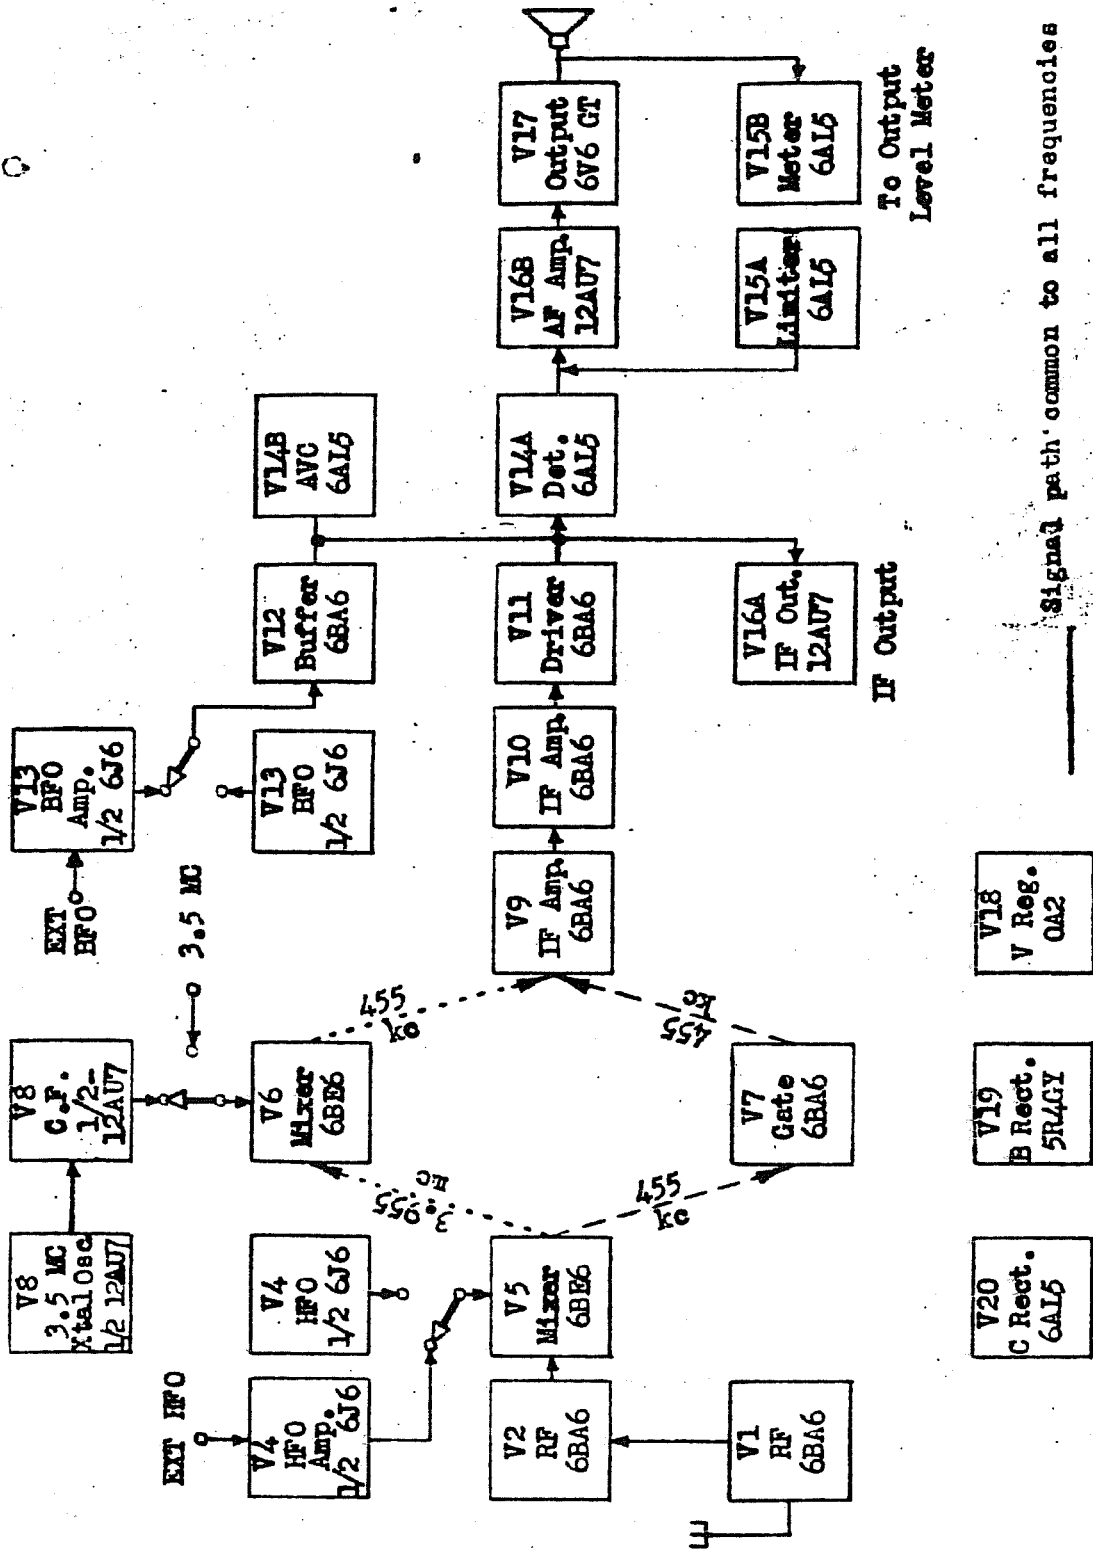 V8
3.5 MC
Xtal Osc
1/2 12AU7
V8
C.F.
1/2-
12AU7
EXT
BFO
V13
BFO
Amp.
1/2 6J6
3.5 MC
EXT HFO
V4
HFO
Amp.
1/2 6J6
V4
HFO
1/2 6J6
V6
Mixer
6BE6
V13
BFO
1/2 6J6
V12
Buffer
6BA6
V14B
AVC
6AL5
3.955
MC
455
kc
V2
RF
6BA6
V5
Mixer
6BE6
V9
IF Amp.
6BA6
V10
IF Amp.
6BA6
V11
Driver
6BA6
V14A
Det.
6AL5
V16B
AF Amp.
12AU7
V17
Output
6V6 GT
455
kc
455
kc
V1
RF
6BA6
V7
Gate
6BA6
V16A
IF Out.
12AU7
IF Output
V15A
Limiter
6AL5
V15B
Meter
6AL5
To Output
Level Meter
V20
C Rect.
6AL5
V19
B Rect.
5R4GY
V18
V Reg.
OA2
Signal path common to all frequencies